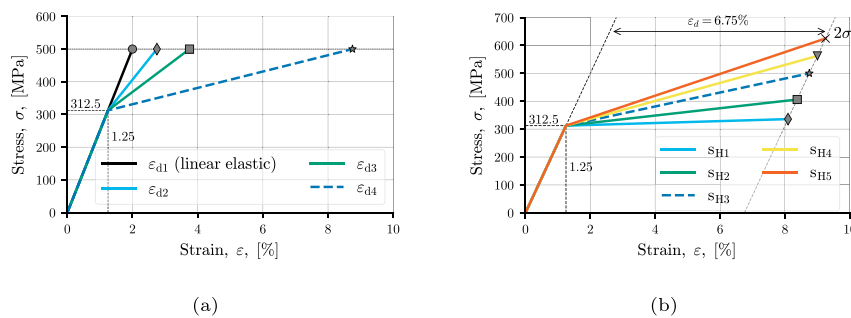 600
500
400
300
200
100
0
312.5
1.25
ε_d1 (linear elastic)
ε_d2
ε_d3
ε_d4
0 2 4 6 8 10
Strain, ε, [%]
Stress, σ, [MPa]
(a)
700
600
500
400
300
200
100
0
ε_d = 6.75%
2σ
312.5
1.25
s_H1
s_H2
s_H3
s_H4
s_H5
0 2 4 6 8 10
Strain, ε, [%]
Stress, σ, [MPa]
(b)